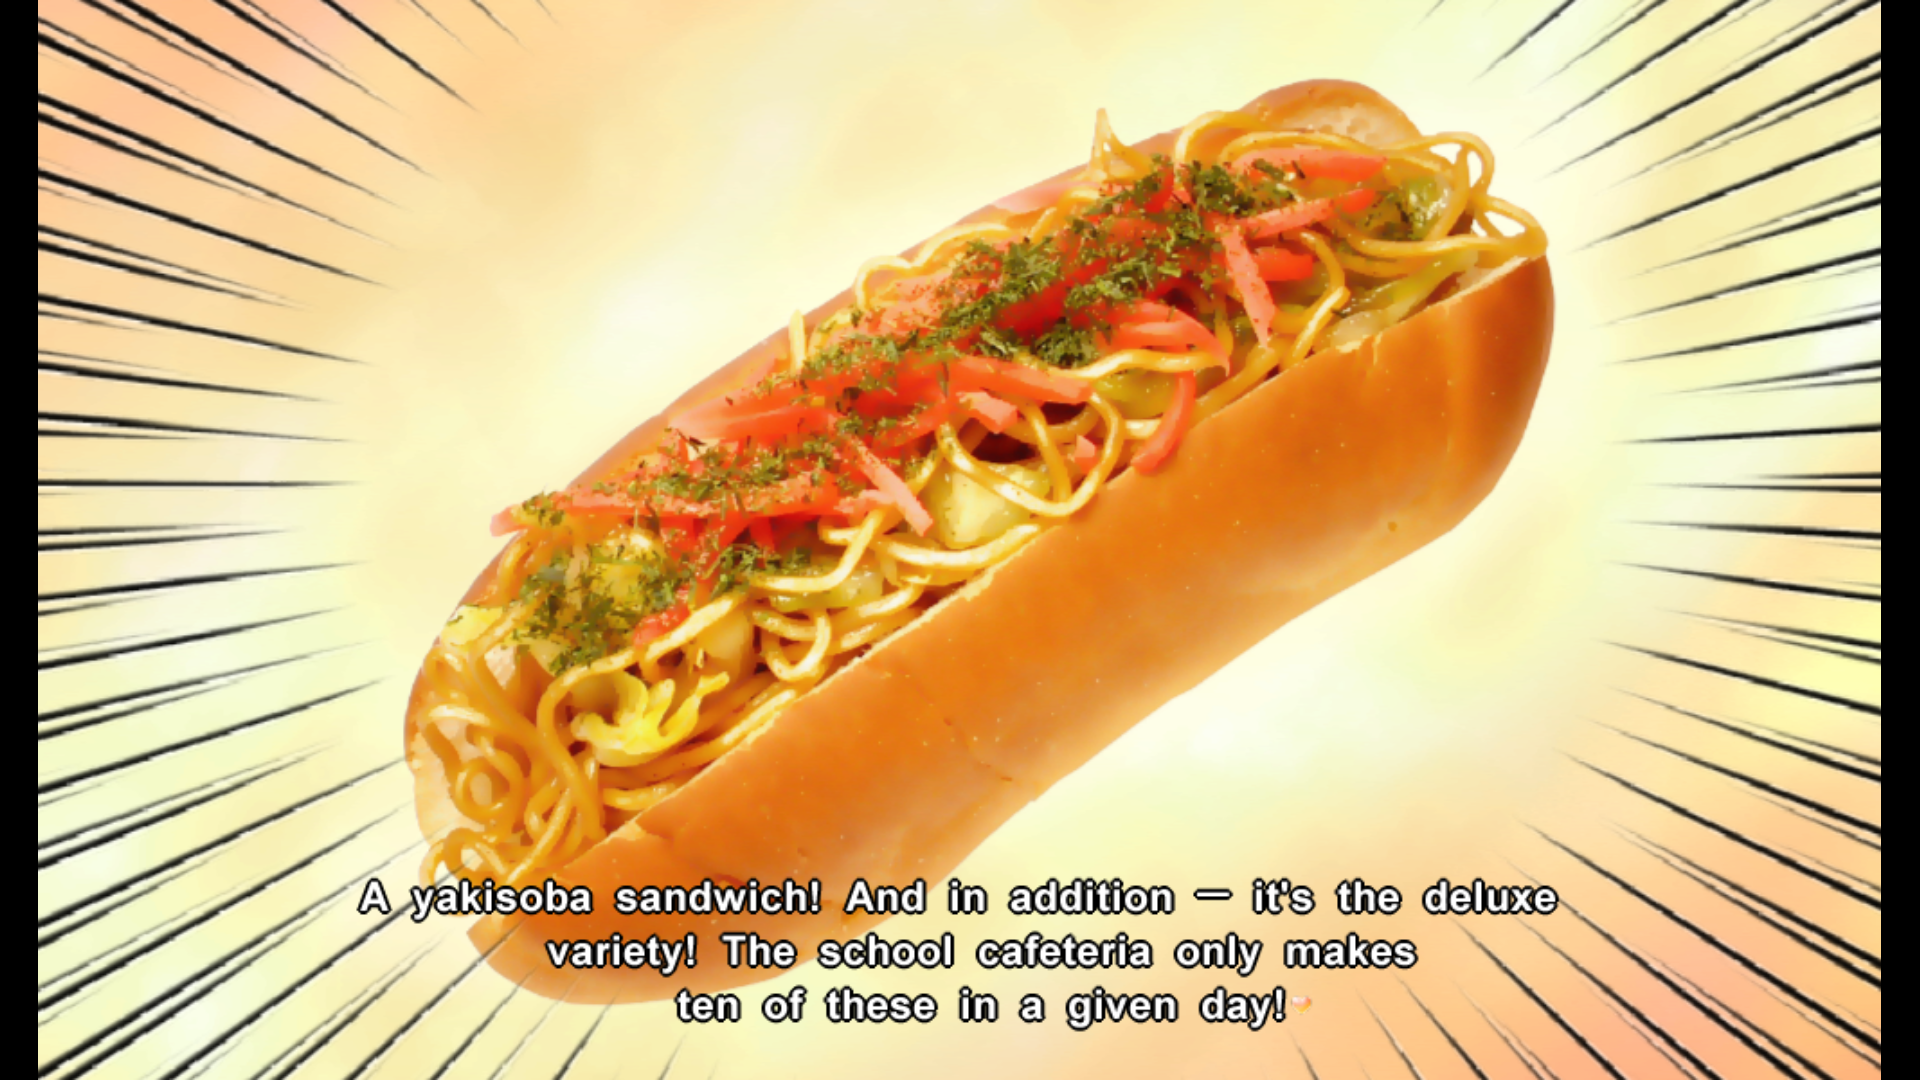 A yakisoba sandwich! And in addition — it's the deluxe
variety! The school cafeteria only makes
ten of these in a given day!